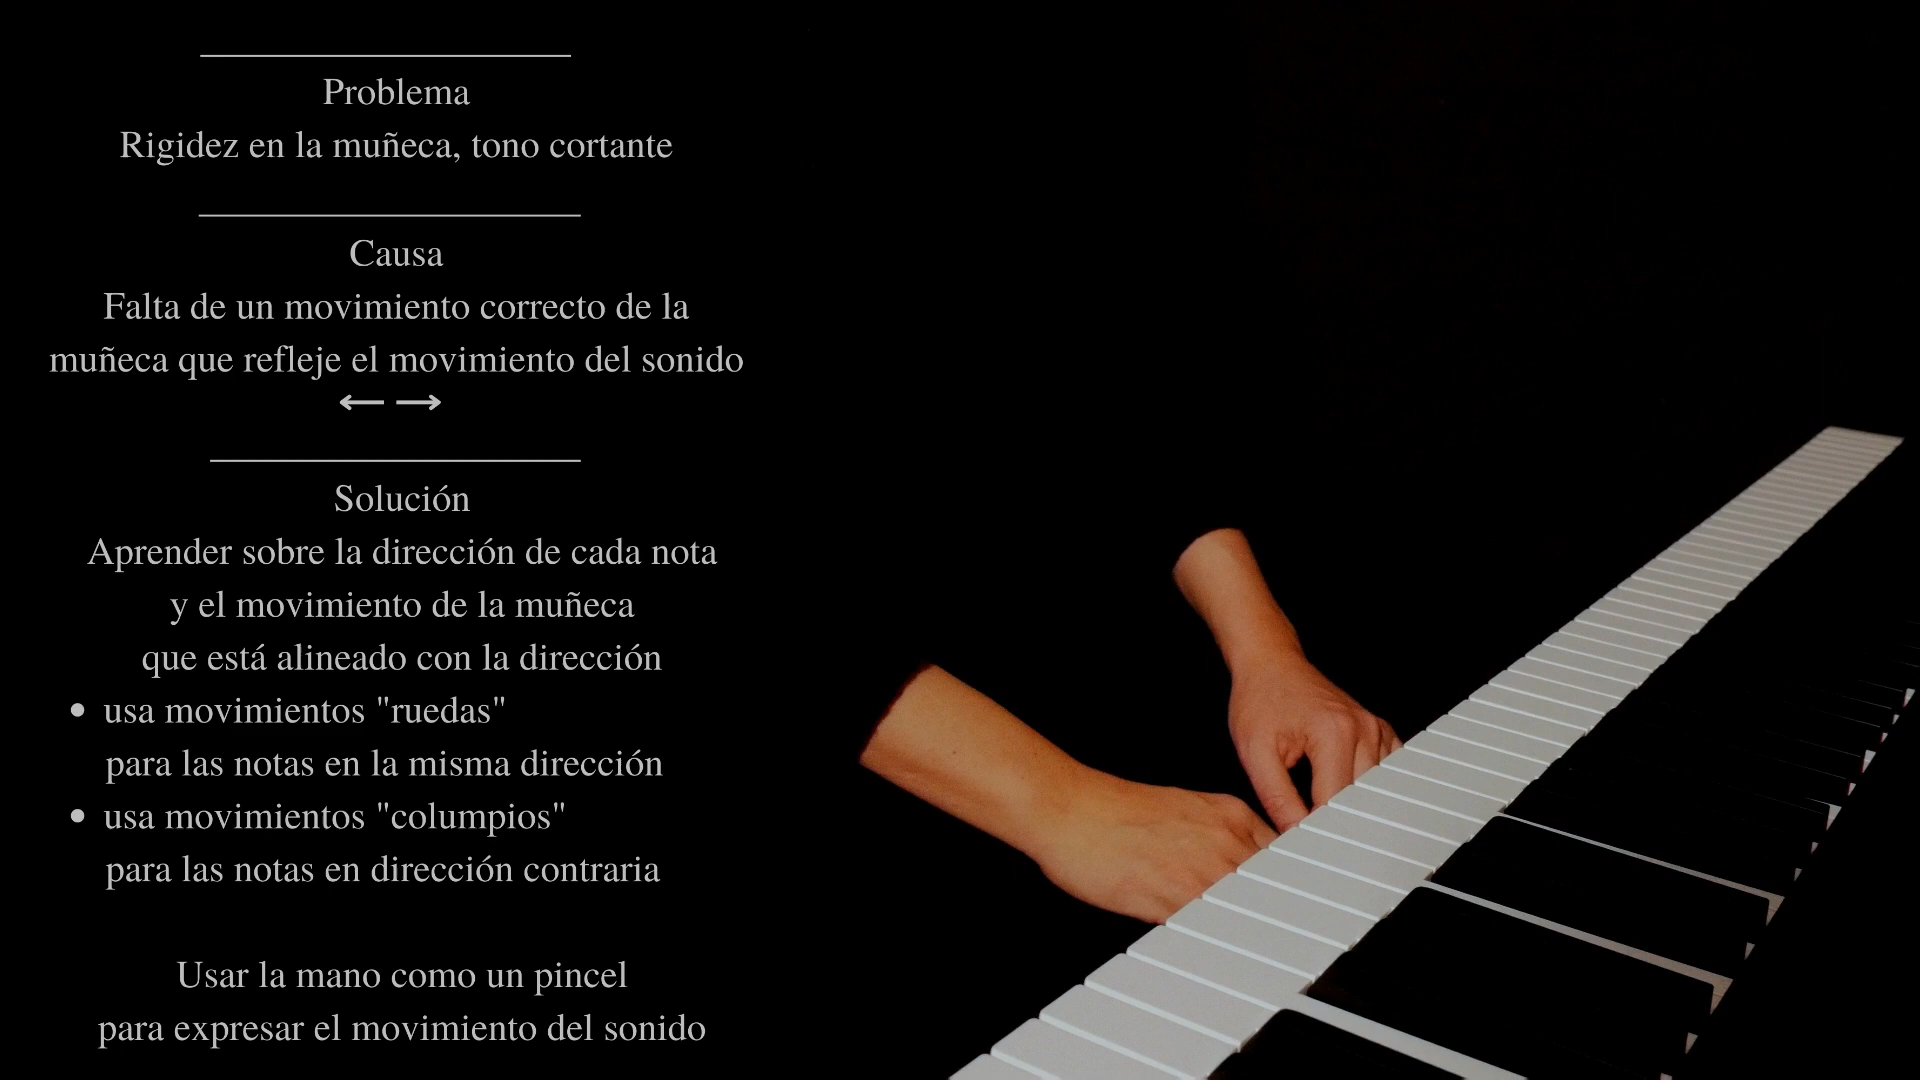 Problema
Rigidez en la muñeca, tono cortante
Causa
Falta de un movimiento correcto de la
muñeca que refleje el movimiento del sonido
Solución
Aprender sobre la dirección de cada nota
y el movimiento de la muñeca
que está alineado con la dirección
• usa movimientos "ruedas"
para las notas en la misma dirección
• usa movimientos "columpios"
para las notas en dirección contraria
Usar la mano como un pincel
para expresar el movimiento del sonido